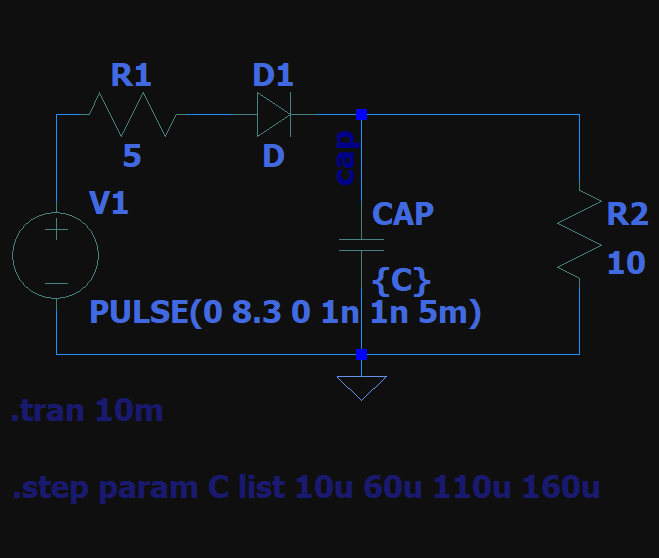 R1
D1
5
D
cap
V1
CAP
R2
10
{C}
PULSE(0 8.3 0 1n 1n 5m)
.tran 10m
.step param C list 10u 60u 110u 160u